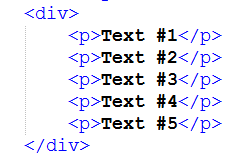 <div>
    <p>Text #1</p>
    <p>Text #2</p>
    <p>Text #3</p>
    <p>Text #4</p>
    <p>Text #5</p>
</div>